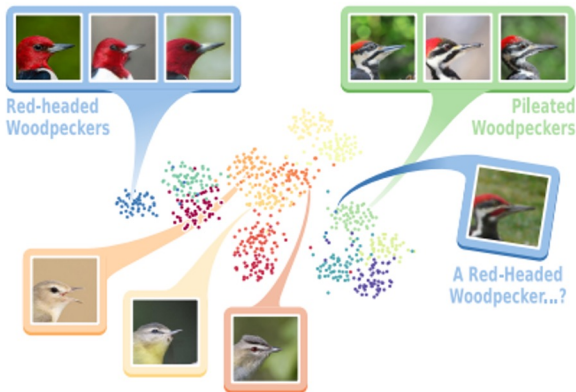 Red-headed
Woodpeckers
Pileated
Woodpeckers
A Red-Headed
Woodpecker...?